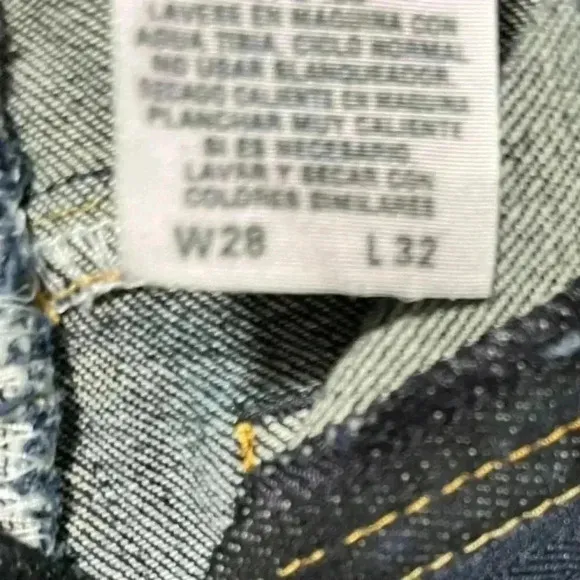 LAVESE EN MAQUINA CON
AGUA TIBIA, CICLO NORMAL
NO USAR BLANQUEADOR.
SECADO CALIENTE EN MAQUINA
PLANCHAR MUY CALIENTE
SI ES NECESARIO.
LAVAR Y SECAR CON
COLORES SIMILARES
W28 L32